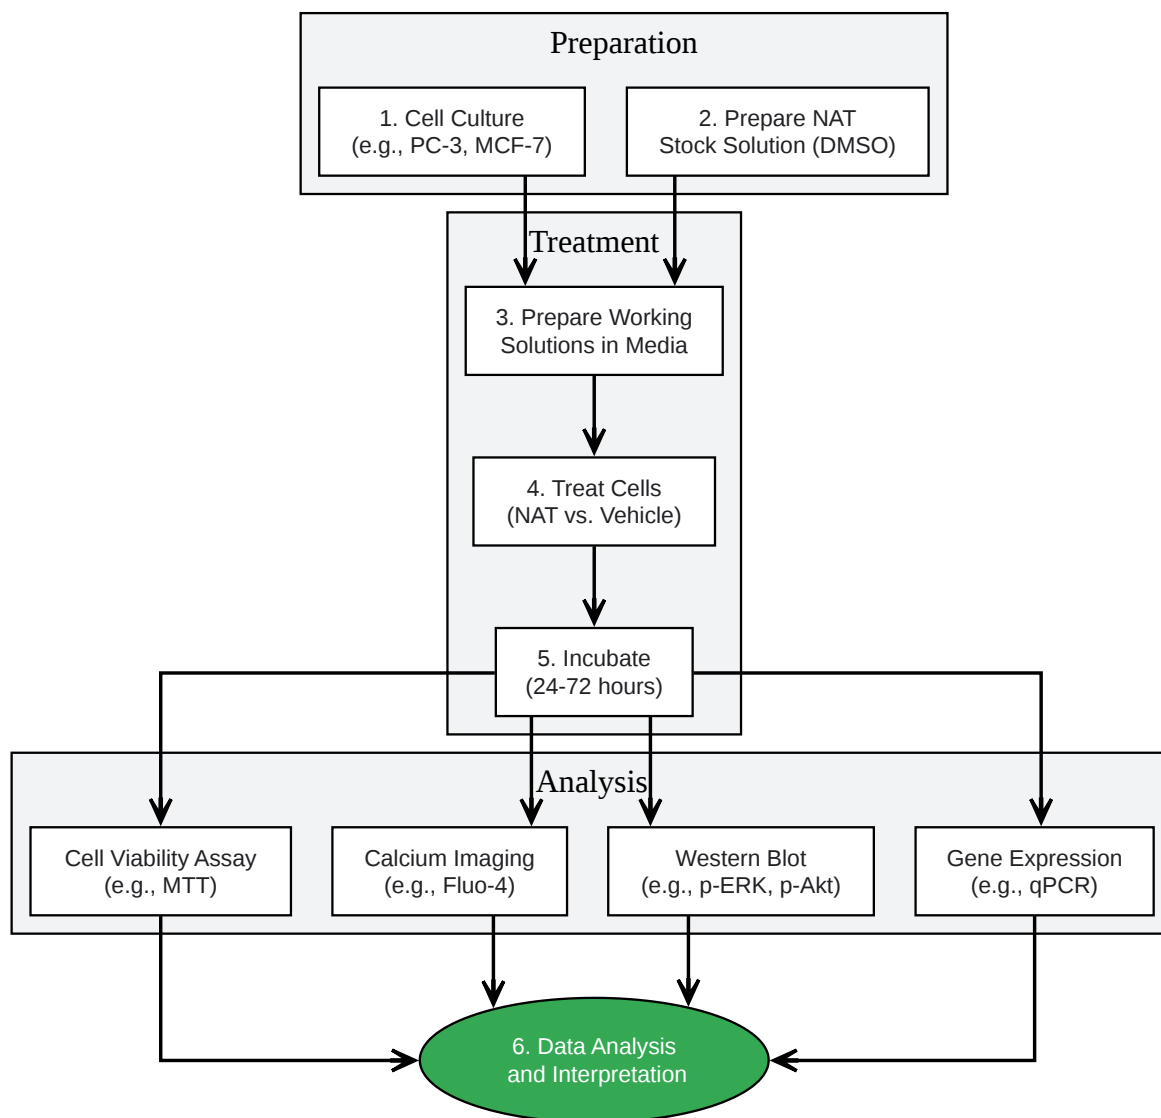 Preparation
1. Cell Culture
(e.g., PC-3, MCF-7)
2. Prepare NAT
Stock Solution (DMSO)
Treatment
3. Prepare Working
Solutions in Media
4. Treat Cells
(NAT vs. Vehicle)
5. Incubate
(24-72 hours)
Analysis
Cell Viability Assay
(e.g., MTT)
Calcium Imaging
(e.g., Fluo-4)
Western Blot
(e.g., p-ERK, p-Akt)
Gene Expression
(e.g., qPCR)
6. Data Analysis
and Interpretation